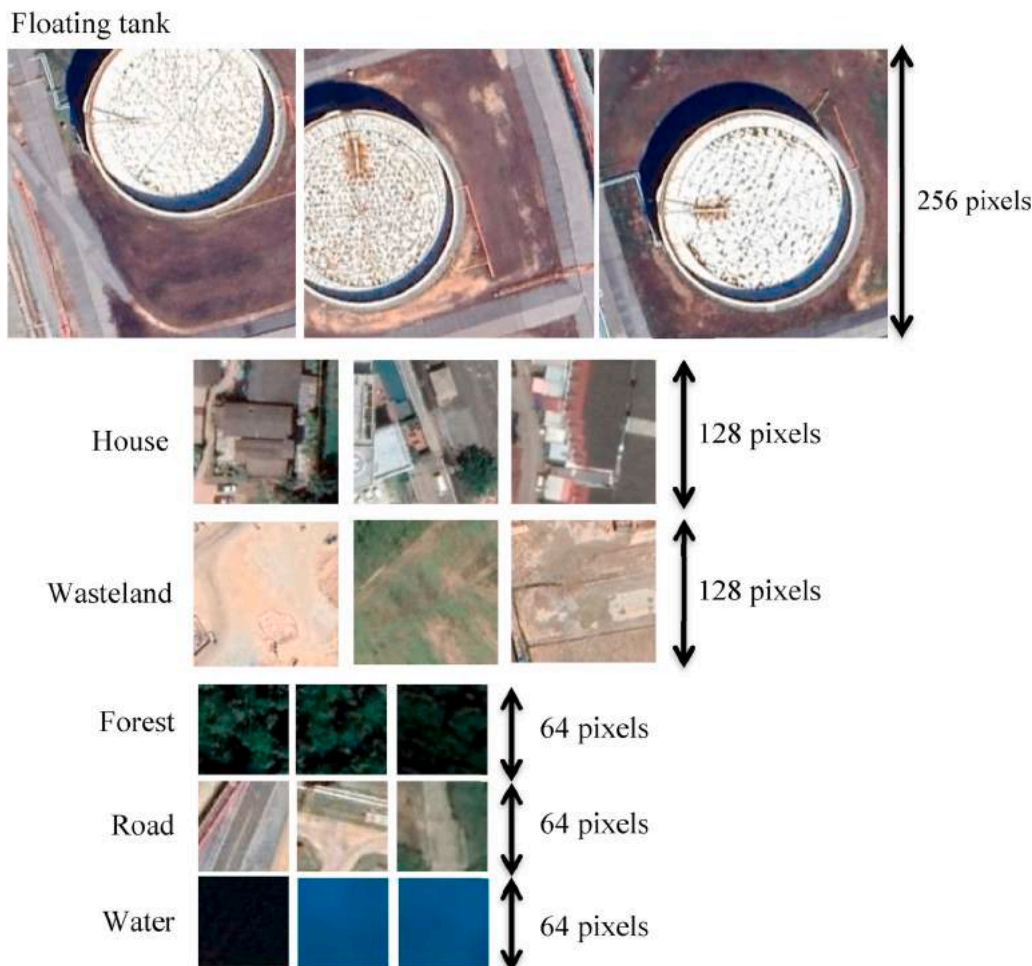 Floating tank
256 pixels
House
128 pixels
Wasteland
128 pixels
Forest
64 pixels
Road
64 pixels
Water
64 pixels